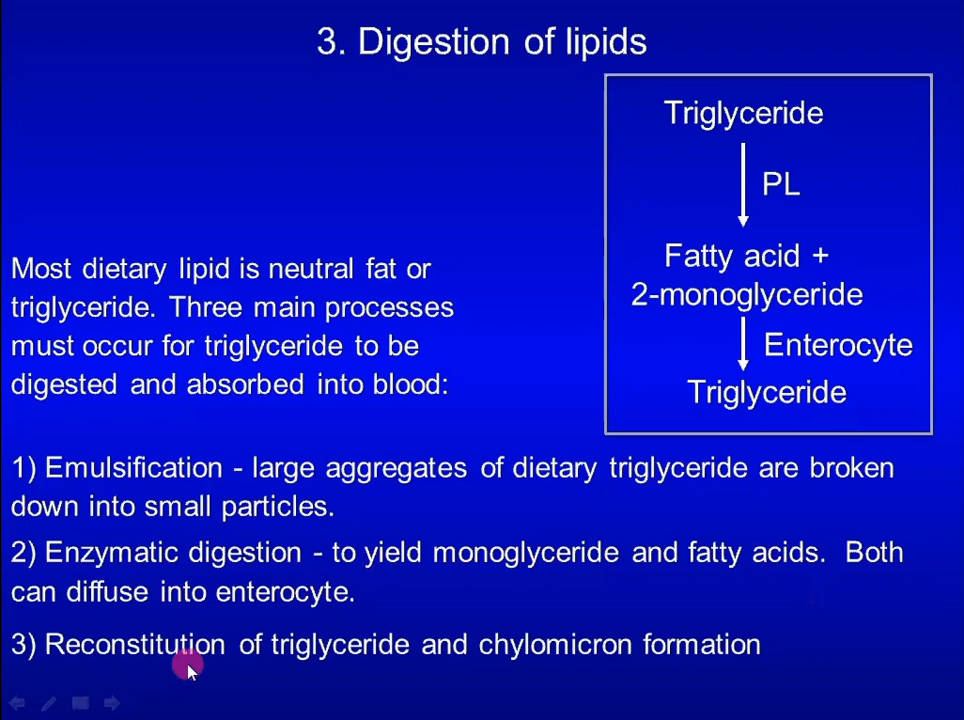 3. Digestion of lipids
Triglyceride
PL
Fatty acid +
2-monoglyceride
Enterocyte
Triglyceride
Most dietary lipid is neutral fat or
triglyceride. Three main processes
must occur for triglyceride to be
digested and absorbed into blood:
1) Emulsification - large aggregates of dietary triglyceride are broken
down into small particles.
2) Enzymatic digestion - to yield monoglyceride and fatty acids. Both
can diffuse into enterocyte.
3) Reconstitution of triglyceride and chylomicron formation